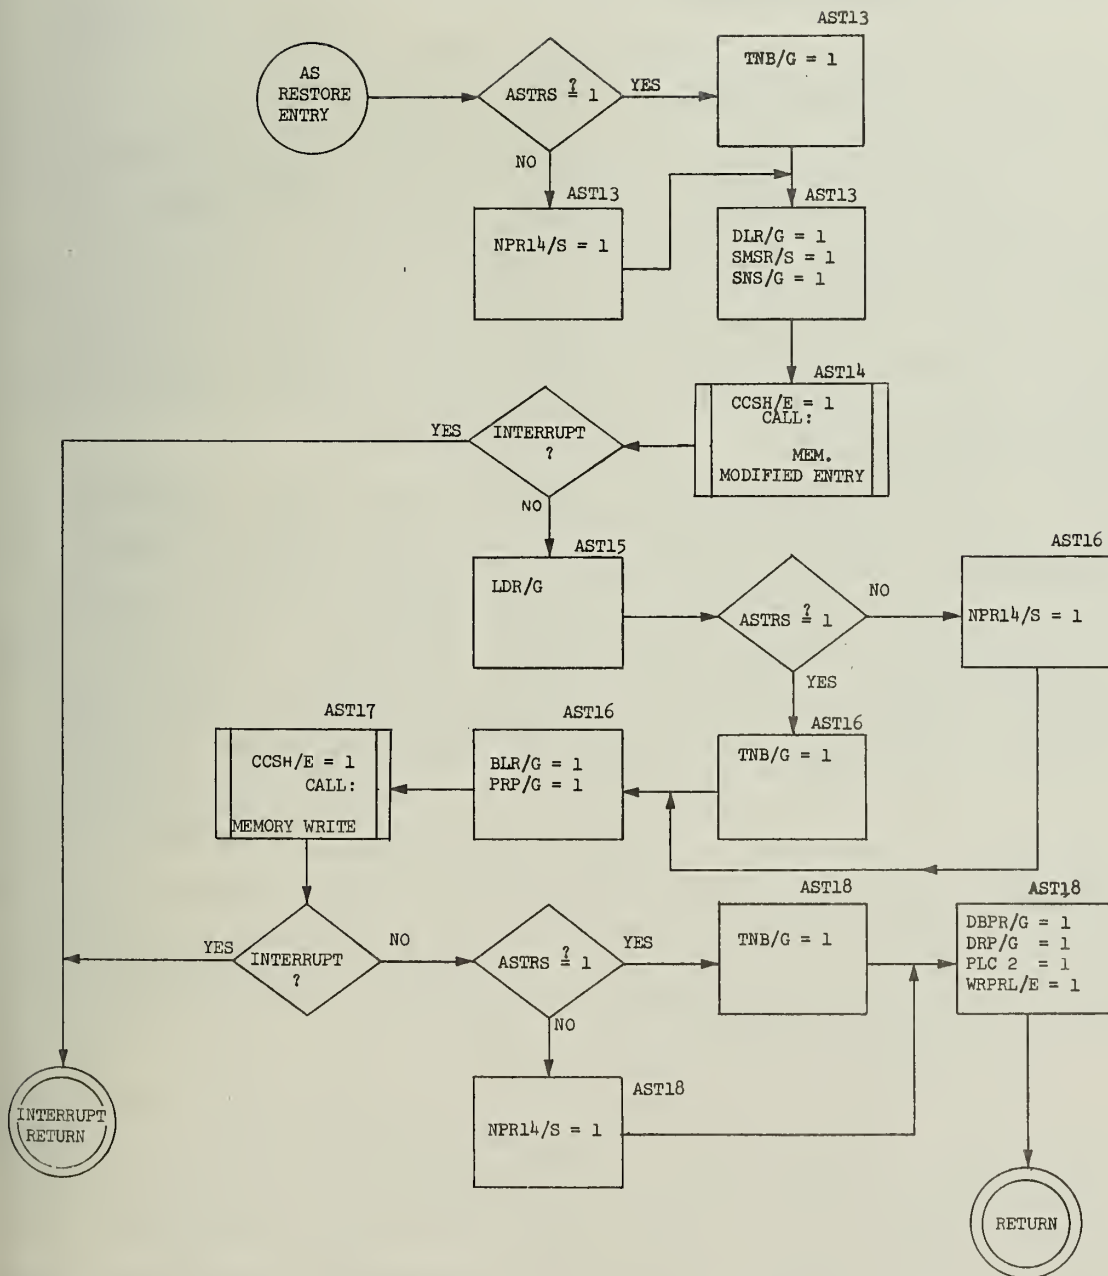 AST13
AS
RESTORE
ENTRY
ASTRS ?= 1
YES
TNB/G = 1
NO
AST13
NPR14/S = 1
AST13
DLR/G = 1
SMSR/S = 1
SNS/G = 1
AST14
CCSH/E = 1
CALL:
MEM.
MODIFIED ENTRY
YES
INTERRUPT
?
NO
AST15
LDR/G
ASTRS ?= 1
NO
AST16
NPR14/S = 1
YES
AST17
CCSH/E = 1
CALL:
MEMORY WRITE
AST16
BLR/G = 1
PRP/G = 1
AST16
TNB/G = 1
YES
INTERRUPT
?
NO
ASTRS ?= 1
YES
AST18
TNB/G = 1
AST18
DBPR/G = 1
DRP/G = 1
PLC 2 = 1
WRPRL/E = 1
NO
AST18
NPR14/S = 1
INTERRUPT
RETURN
RETURN